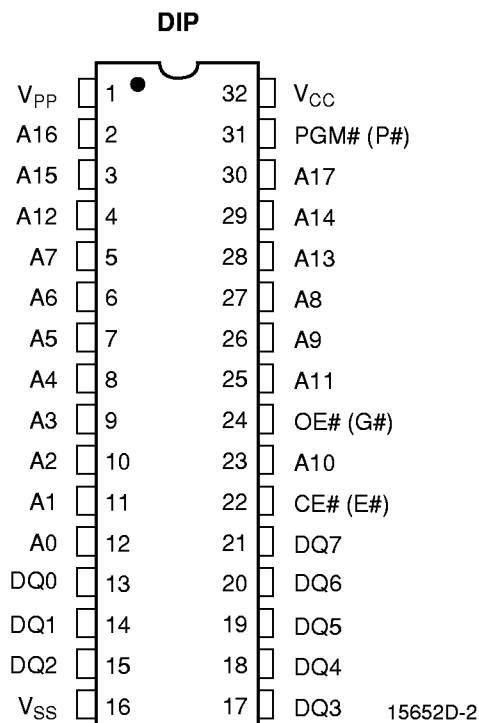 DIP
VPP 1 32 VCC
A16 2 31 PGM# (P#)
A15 3 30 A17
A12 4 29 A14
A7 5 28 A13
A6 6 27 A8
A5 7 26 A9
A4 8 25 A11
A3 9 24 OE# (G#)
A2 10 23 A10
A1 11 22 CE# (E#)
A0 12 21 DQ7
DQ0 13 20 DQ6
DQ1 14 19 DQ5
DQ2 15 18 DQ4
VSS 16 17 DQ3
15652D-2